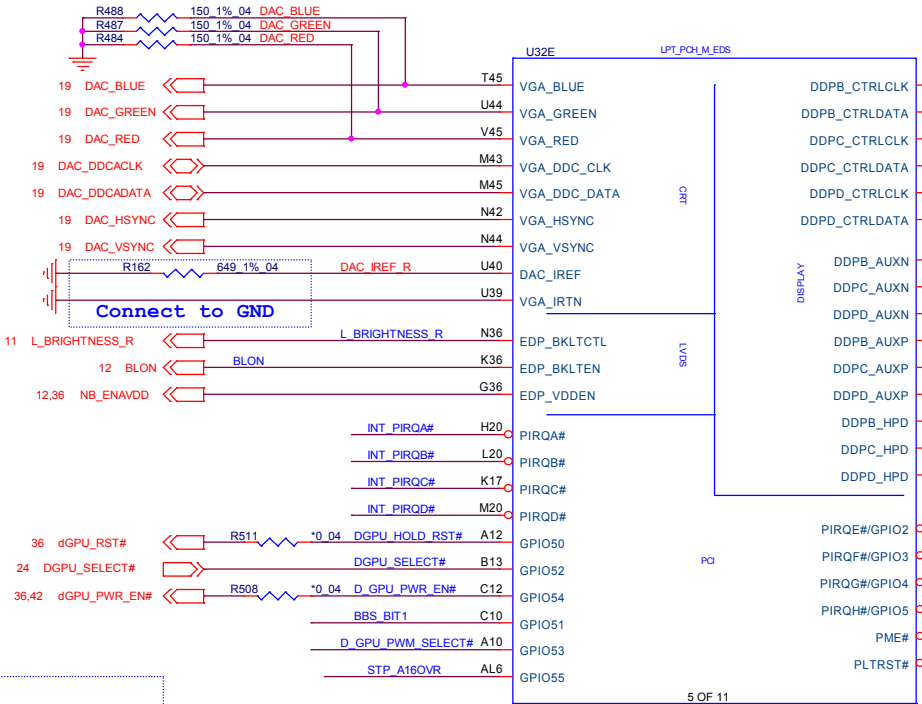 R488 150_1%_04 DAC_BLUE
R487 150_1%_04 DAC_GREEN
R484 150_1%_04 DAC_RED
U32E LPT_PCH_M_EDS
19 DAC_BLUE T45 VGA_BLUE DDPB_CTRLCLK
19 DAC_GREEN U44 VGA_GREEN DDPB_CTRLDATA
19 DAC_RED V45 VGA_RED DDPC_CTRLCLK
19 DAC_DDCACLK M43 VGA_DDC_CLK DDPC_CTRLDATA
19 DAC_DDCADATA M45 VGA_DDC_DATA CRT DDPD_CTRLCLK
19 DAC_HSYNC N42 VGA_HSYNC DDPD_CTRLDATA
19 DAC_VSYNC N44 VGA_VSYNC
DDPB_AUXN
R162 649_1%_04 DAC_IREF_R U40 DAC_IREF DISPLAY
DDPC_AUXN
U39 VGA_IRTN
Connect to GND DDPD_AUXN
11 L_BRIGHTNESS_R L_BRIGHTNESS_R N36 EDP_BKLTCTL DDPB_AUXP
12 BLON BLON K36 EDP_BKLTEN LVDS DDPC_AUXP
12,36 NB_ENAVDD G36 EDP_VDDEN DDPD_AUXP
DDPB_HPD
INT_PIRQA# H20 PIRQA#
DDPC_HPD
INT_PIRQB# L20 PIRQB#
DDPD_HPD
INT_PIRQC# K17 PIRQC#
INT_PIRQD# M20 PIRQD#
PIRQE#/GPIO2
36 dGPU_RST# R511 *0_04 DGPU_HOLD_RST# A12 GPIO50
PIRQF#/GPIO3
24 DGPU_SELECT# DGPU_SELECT# B13 GPIO52 PCI
PIRQG#/GPIO4
36,42 dGPU_PWR_EN# R508 *0_04 D_GPU_PWR_EN# C12 GPIO54
PIRQH#/GPIO5
BBS_BIT1 C10 GPIO51
PME#
D_GPU_PWM_SELECT# A10 GPIO53
PLTRST#
STP_A16OVR AL6 GPIO55
5 OF 11